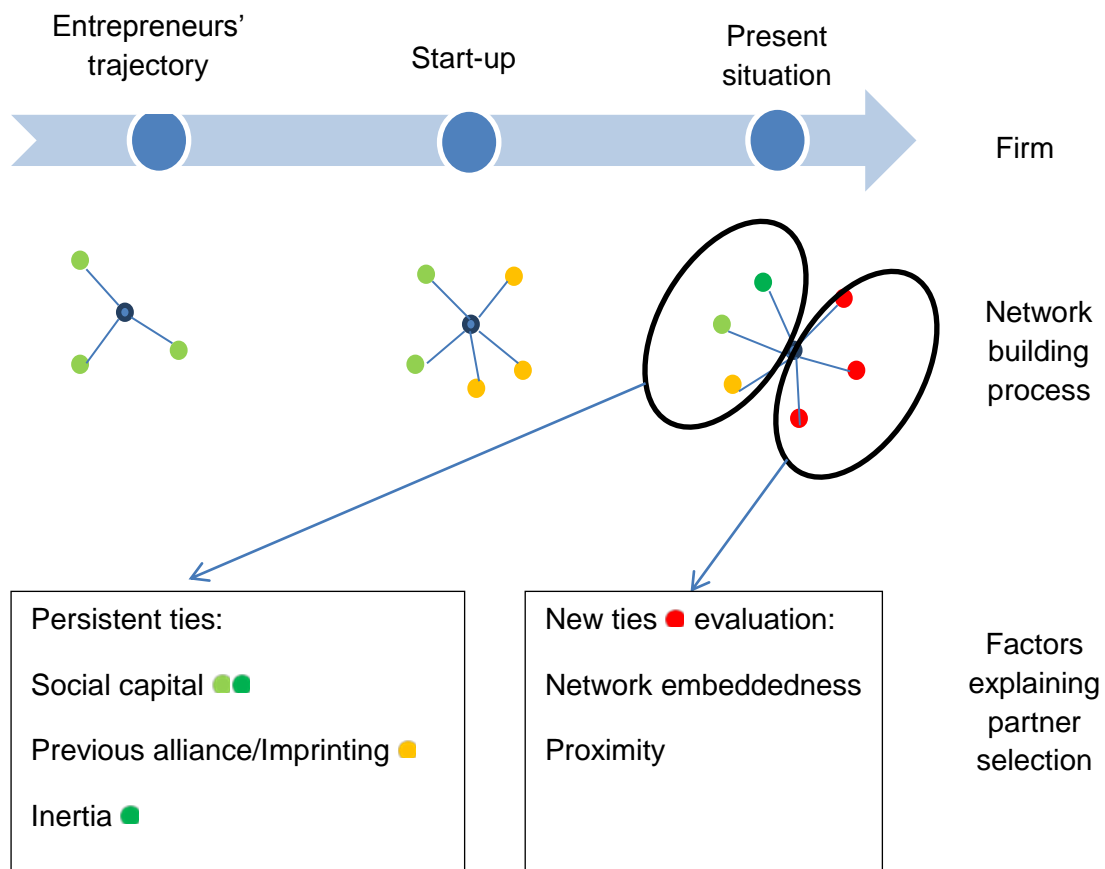 Entrepreneurs’
trajectory
Start-up
Present
situation
Firm
Network
building
process
Persistent ties:
Social capital
Previous alliance/Imprinting
Inertia
New ties evaluation:
Network embeddedness
Proximity
Factors
explaining
partner
selection